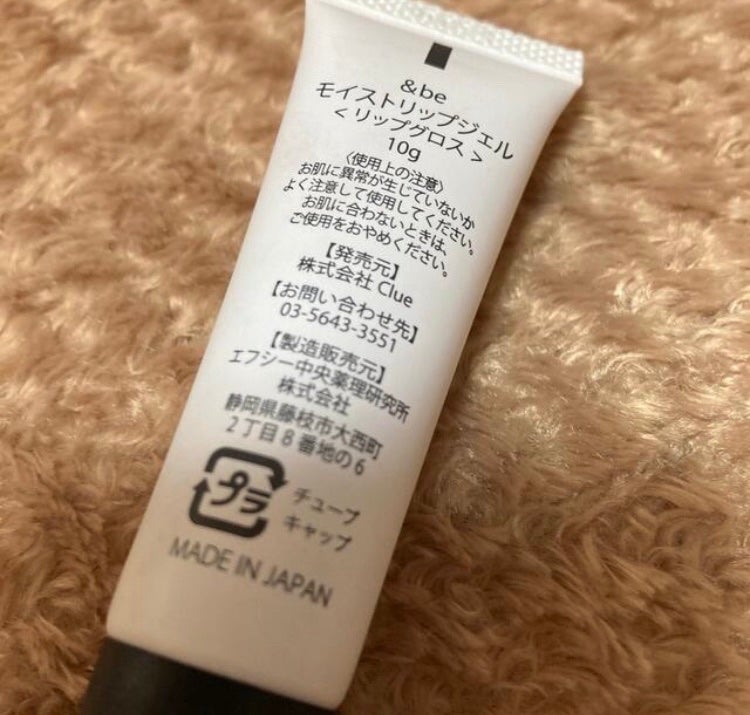 &be
モイストリップジェル
<リップグロス>
10g
〈使用上の注意〉
お肌に異常が生じていないか
よく注意して使用してください。
お肌に合わないときは、
ご使用をおやめください。
【発売元】
株式会社 Clue
【お問い合わせ先】
03-5643-3551
【製造販売元】
エフシー中央薬理研究所
株式会社
静岡県藤枝市大西町
2丁目8番地の6
プラ
チューブ
キャップ
MADE IN JAPAN